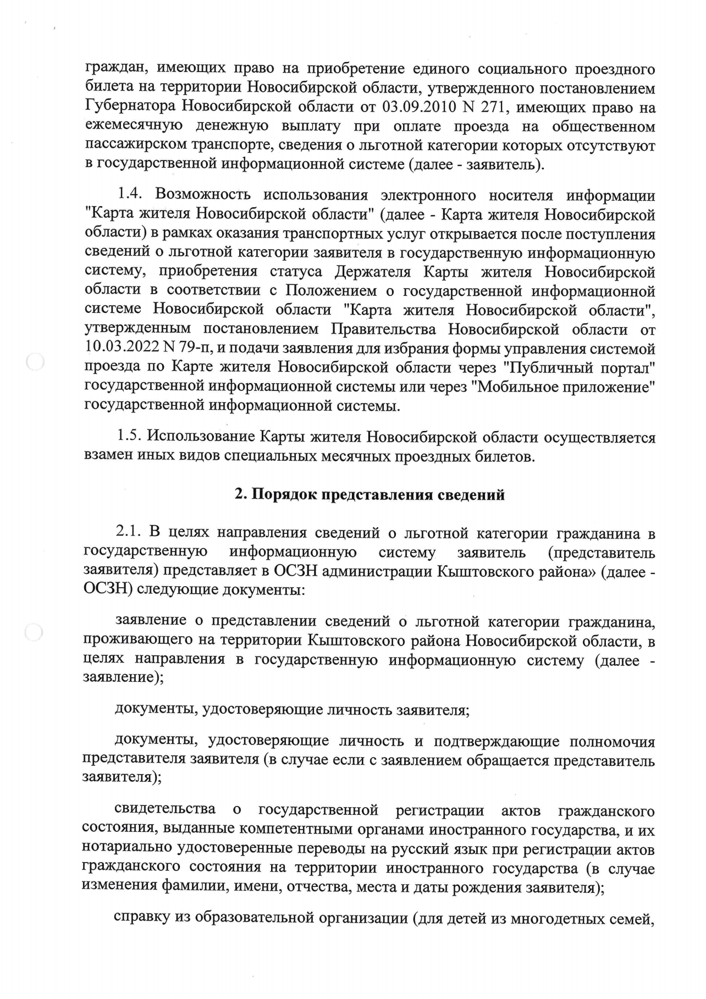 граждан, имеющих право на приобретение единого социального проездного
билета на территории Новосибирской области, утвержденного постановлением
Губернатора Новосибирской области от 03.09.2010 N 271, имеющих право на
ежемесячную денежную выплату при оплате проезда на общественном
пассажирском транспорте, сведения о льготной категории которых отсутствуют
в государственной информационной системе (далее - заявитель).
1.4. Возможность использования электронного носителя информации
"Карта жителя Новосибирской области" (далее - Карта жителя Новосибирской
области) в рамках оказания транспортных услуг открывается после поступления
сведений о льготной категории заявителя в государственную информационную
систему, приобретения статуса Держателя Карты жителя Новосибирской
области в соответствии с Положением о государственной информационной
системе Новосибирской области "Карта жителя Новосибирской области",
утвержденным постановлением Правительства Новосибирской области от
10.03.2022 N 79-п, и подачи заявления для избрания формы управления системой
проезда по Карте жителя Новосибирской области через "Публичный портал"
государственной информационной системы или через "Мобильное приложение"
государственной информационной системы.
1.5. Использование Карты жителя Новосибирской области осуществляется
взамен иных видов специальных месячных проездных билетов.
2. Порядок представления сведений
2.1. В целях направления сведений о льготной категории гражданина в
государственную информационную систему заявитель (представитель
заявителя) представляет в ОСЗН администрации Кыштовского района» (далее -
ОСЗН) следующие документы:
заявление о представлении сведений о льготной категории гражданина,
проживающего на территории Кыштовского района Новосибирской области, в
целях направления в государственную информационную систему (далее -
заявление);
документы, удостоверяющие личность заявителя;
документы, удостоверяющие личность и подтверждающие полномочия
представителя заявителя (в случае если с заявлением обращается представитель
заявителя);
свидетельства о государственной регистрации актов гражданского
состояния, выданные компетентными органами иностранного государства, и их
нотариально удостоверенные переводы на русский язык при регистрации актов
гражданского состояния на территории иностранного государства (в случае
изменения фамилии, имени, отчества, места и даты рождения заявителя);
справку из образовательной организации (для детей из многодетных семей,